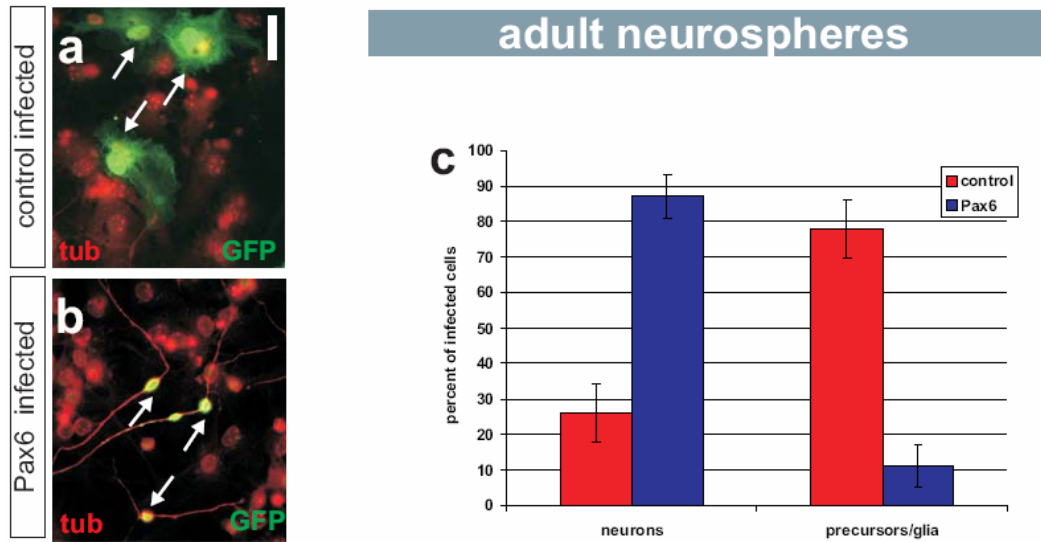 control infected
a
tub
GFP
Pax6 infected
b
tub
GFP
adult neurospheres
c
percent of infected cells
100
90
80
70
60
50
40
30
20
10
0
control
Pax6
neurons
precursors/glia